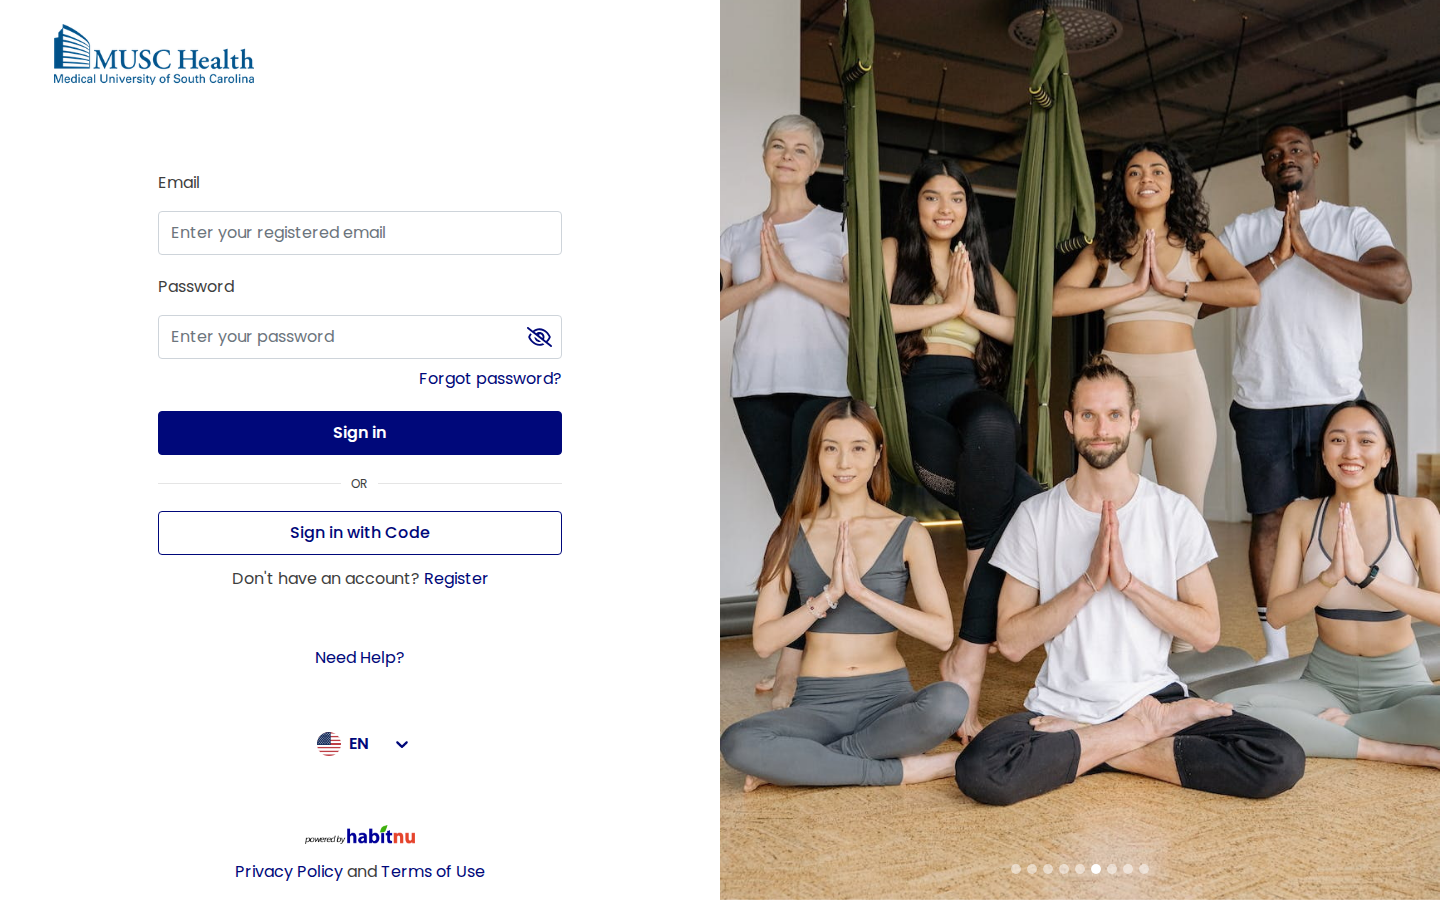 MUSC Health
Medical University of South Carolina
Email
Enter your registered email
Password
Enter your password
Forgot password?
Sign in
OR
Sign in with Code
Don't have an account? Register
Need Help?
EN
powered by habitnu
Privacy Policy and Terms of Use